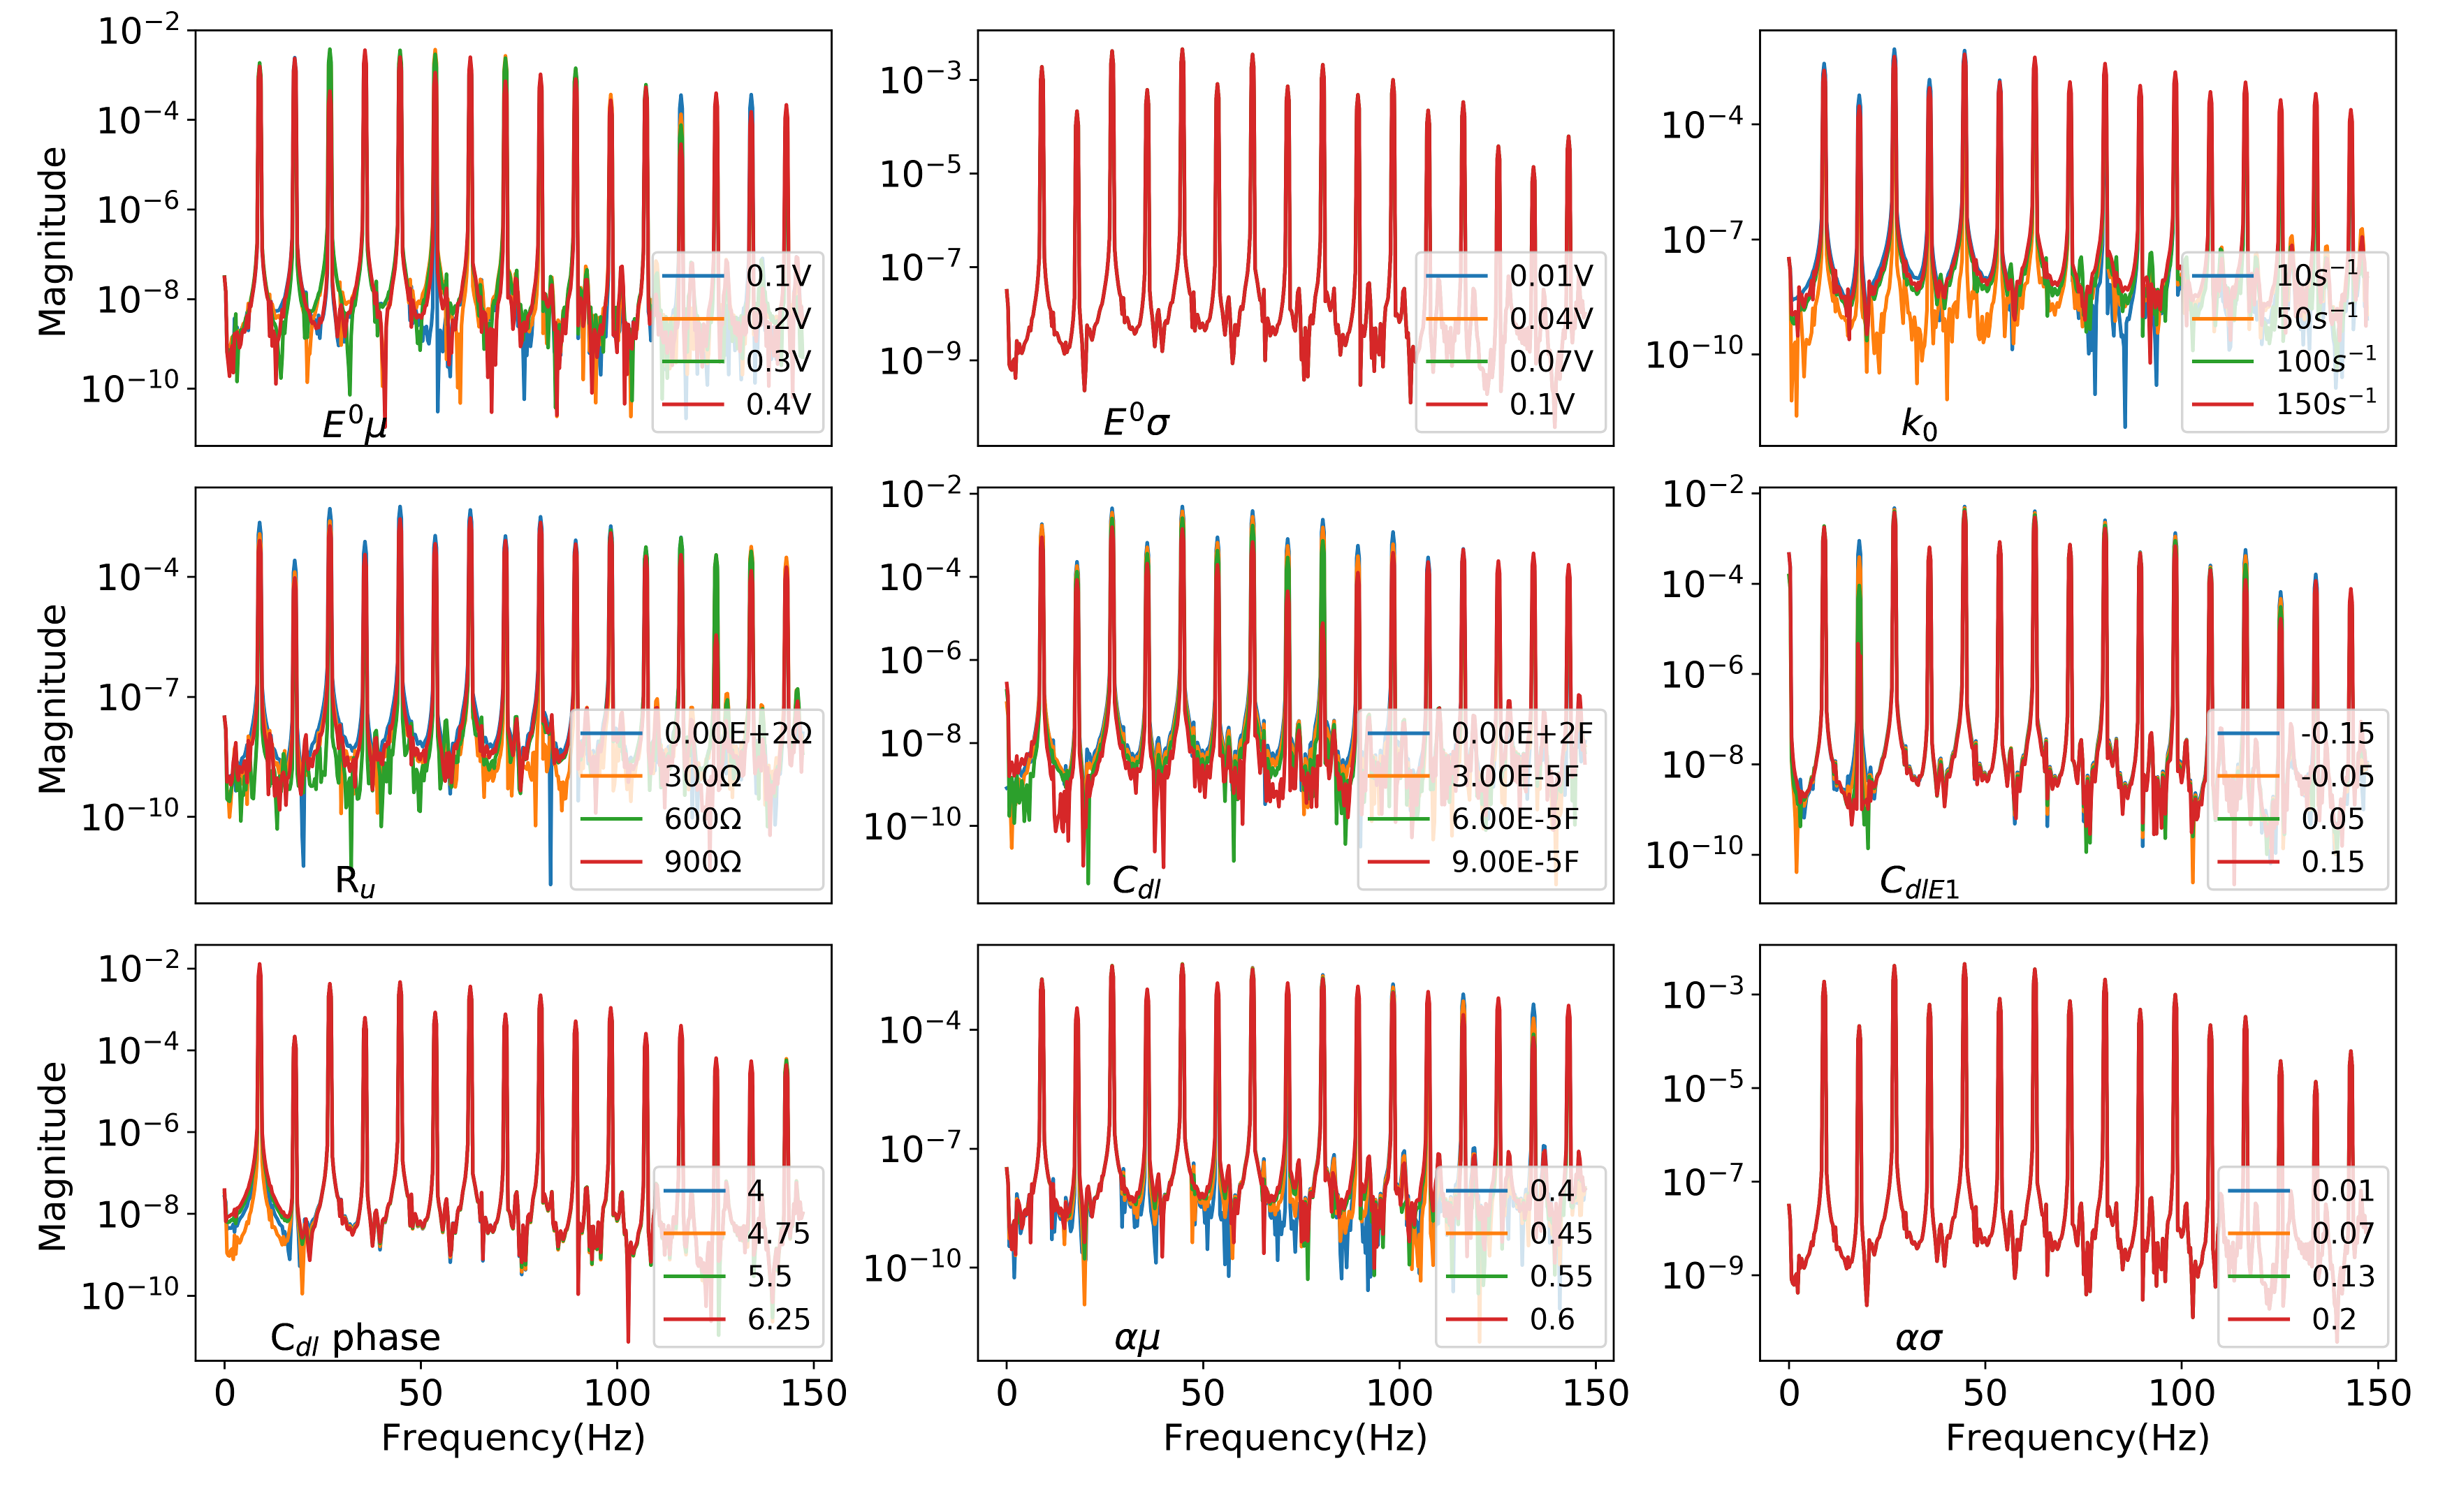 10⁻²
10⁻⁴
10⁻⁶
10⁻⁸
10⁻¹⁰
Magnitude
E⁰μ
0.1V
0.2V
0.3V
0.4V
10⁻³
10⁻⁵
10⁻⁷
10⁻⁹
E⁰σ
0.01V
0.04V
0.07V
0.1V
10⁻⁴
10⁻⁷
10⁻¹⁰
k₀
10s⁻¹
50s⁻¹
100s⁻¹
150s⁻¹
10⁻⁴
10⁻⁷
10⁻¹⁰
Magnitude
Rᵤ
0.00E+2Ω
300Ω
600Ω
900Ω
10⁻²
10⁻⁴
10⁻⁶
10⁻⁸
10⁻¹⁰
C_dl
0.00E+2F
3.00E-5F
6.00E-5F
9.00E-5F
10⁻²
10⁻⁴
10⁻⁶
10⁻⁸
10⁻¹⁰
C_dlE1
-0.15
-0.05
0.05
0.15
10⁻²
10⁻⁴
10⁻⁶
10⁻⁸
10⁻¹⁰
Magnitude
C_dl phase
4
4.75
5.5
6.25
0 50 100 150
Frequency(Hz)
10⁻⁴
10⁻⁷
10⁻¹⁰
αμ
0.4
0.45
0.55
0.6
0 50 100 150
Frequency(Hz)
10⁻³
10⁻⁵
10⁻⁷
10⁻⁹
ασ
0.01
0.07
0.13
0.2
0 50 100 150
Frequency(Hz)